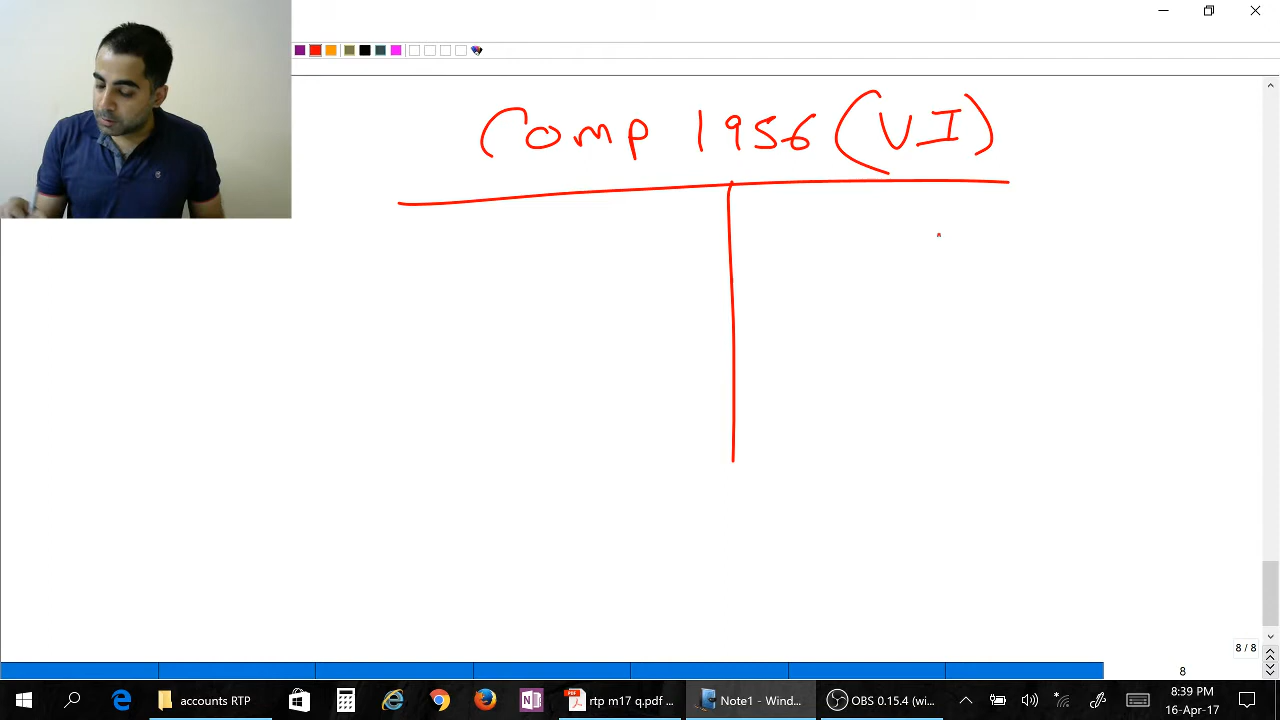 Comp 1956 (VI)
8 / 8
8
accounts RTP
PDF
rtp m17 q.pdf ...
Note1 - Wind...
OBS 0.15.4 (wi...
8:39 PM
16-Apr-17